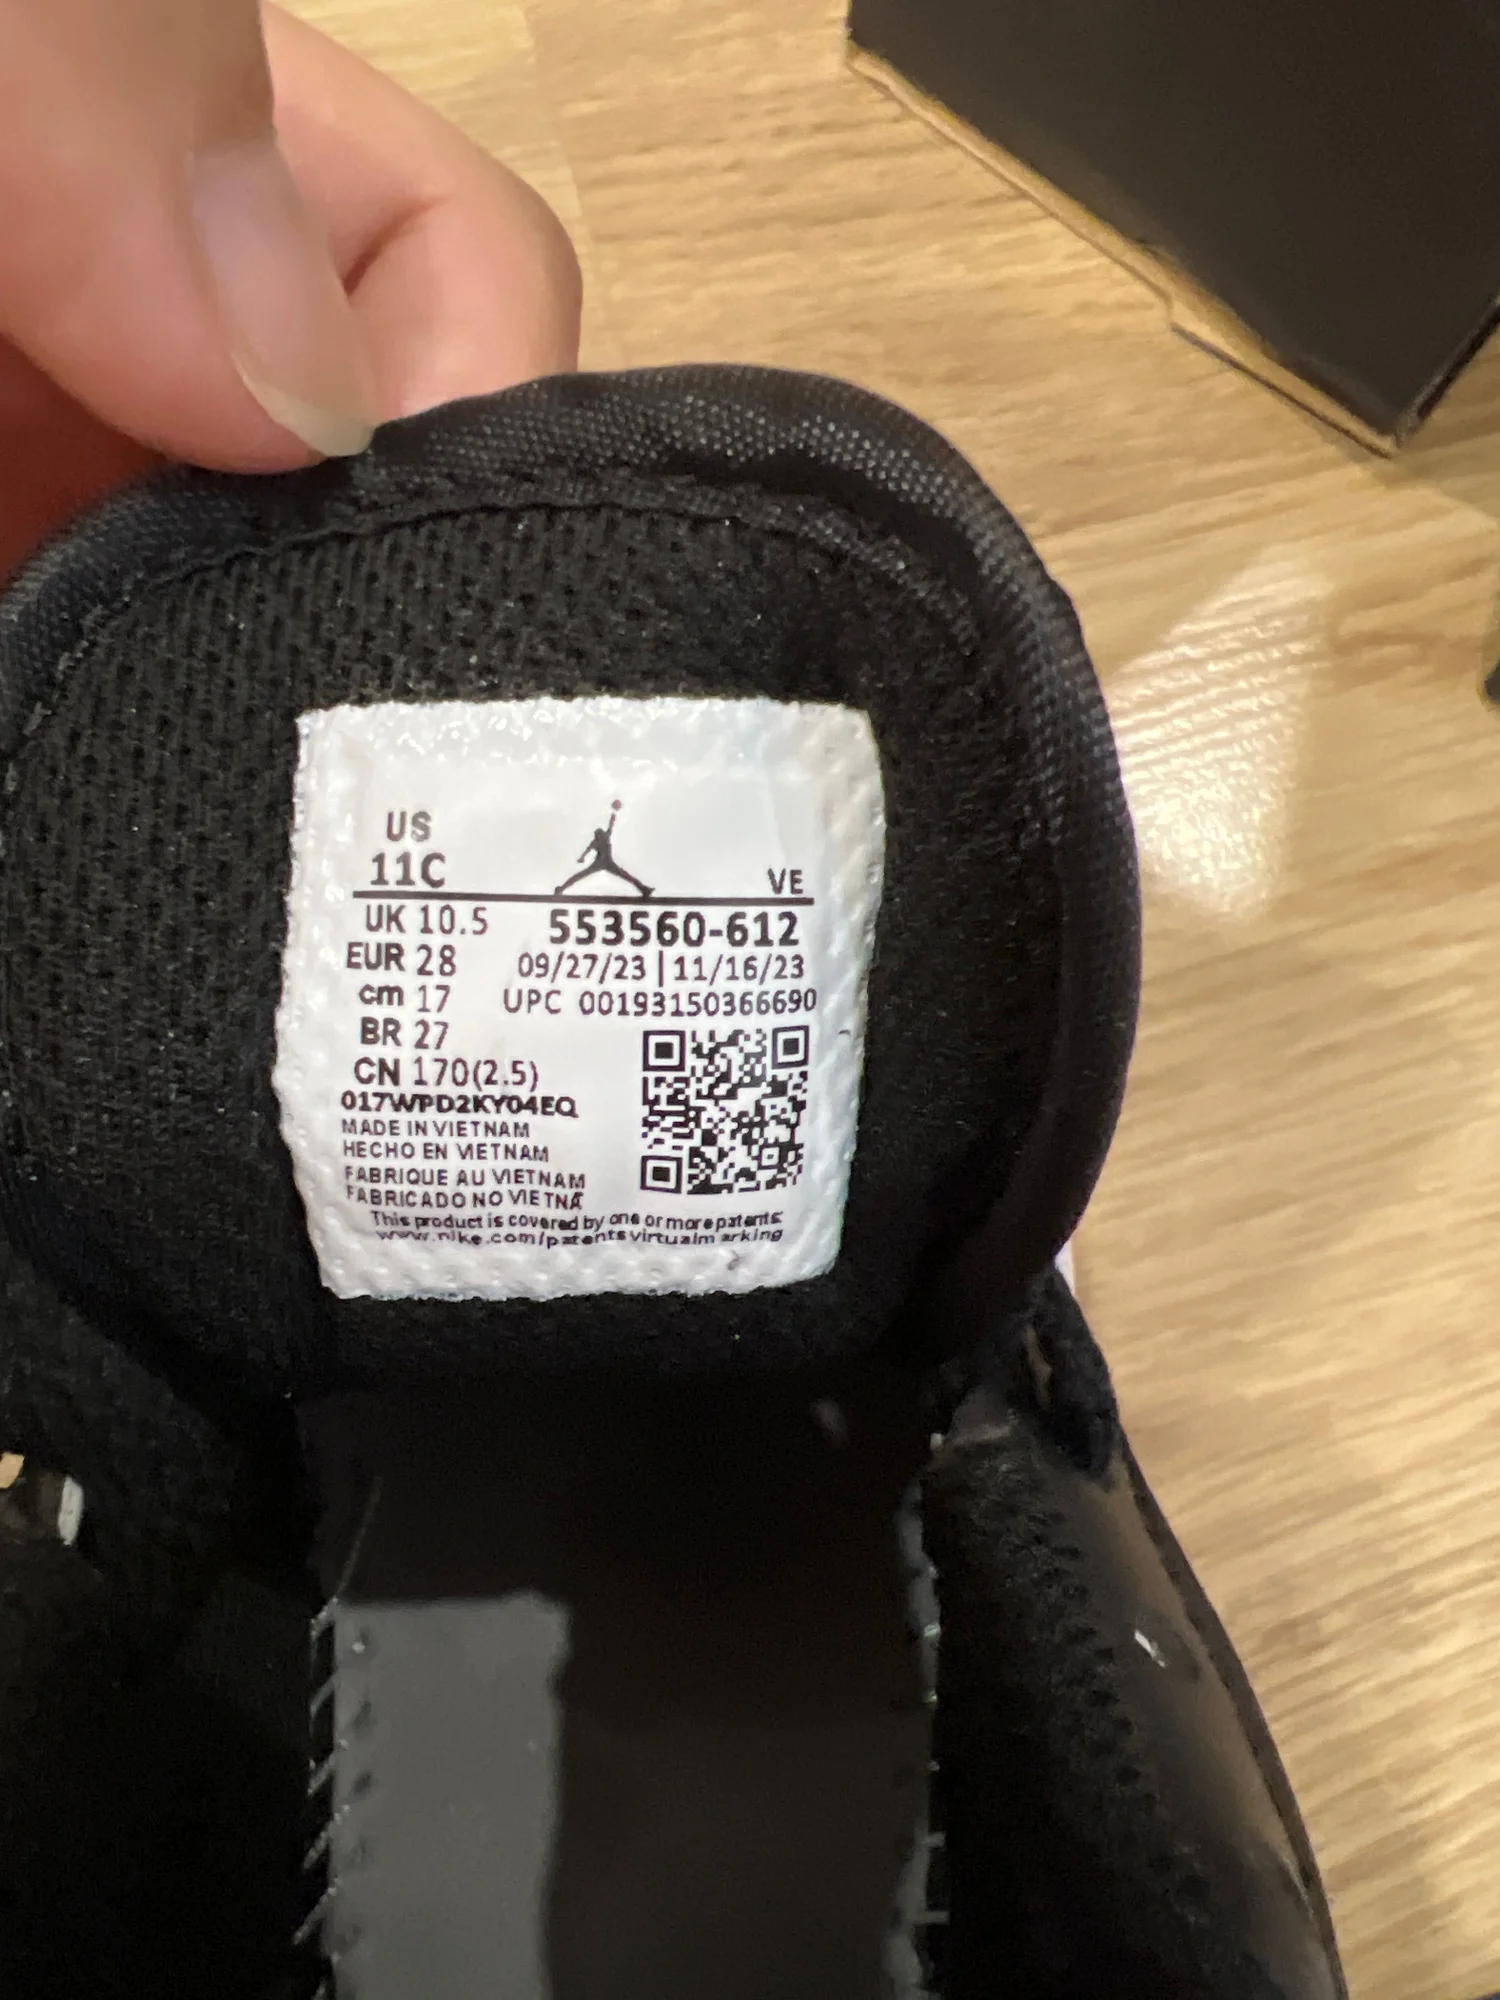 US
11C
VE
UK 10.5
553560-612
EUR 28
09/27/23 | 11/16/23
cm 17
UPC 00193150366690
BR 27
CN 170(2.5)
017WPD2KY04EQ
MADE IN VIETNAM
HECHO EN VIETNAM
FABRIQUE AU VIETNAM
FABRICADO NO VIETNÃ
This product is covered by one or more patents:
www.nike.com/patentsvirtualmarking